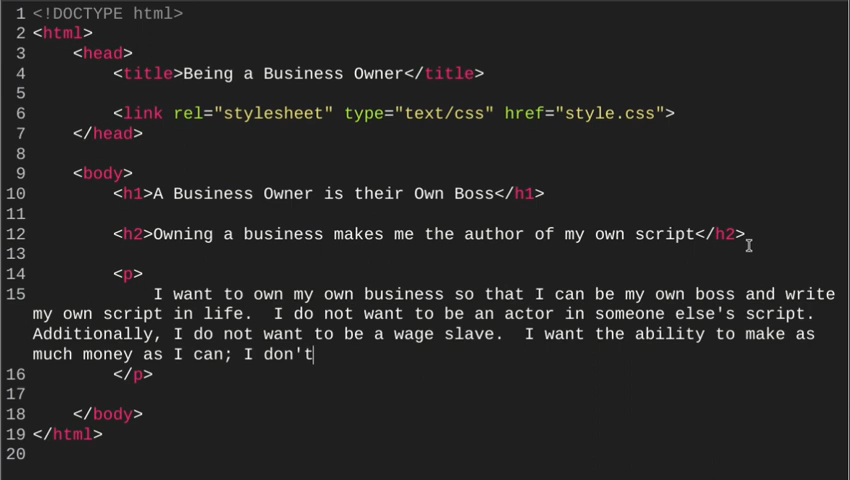 1 <!DOCTYPE html>
2 <html>
3     <head>
4         <title>Being a Business Owner</title>
5
6         <link rel="stylesheet" type="text/css" href="style.css">
7     </head>
8
9     <body>
10         <h1>A Business Owner is their Own Boss</h1>
11
12         <h2>Owning a business makes me the author of my own script</h2>
13
14         <p>
15             I want to own my own business so that I can be my own boss and write
my own script in life.  I do not want to be an actor in someone else's script.
Additionally, I do not want to be a wage slave.  I want the ability to make as
much money as I can; I don't
16         </p>
17
18     </body>
19 </html>
20